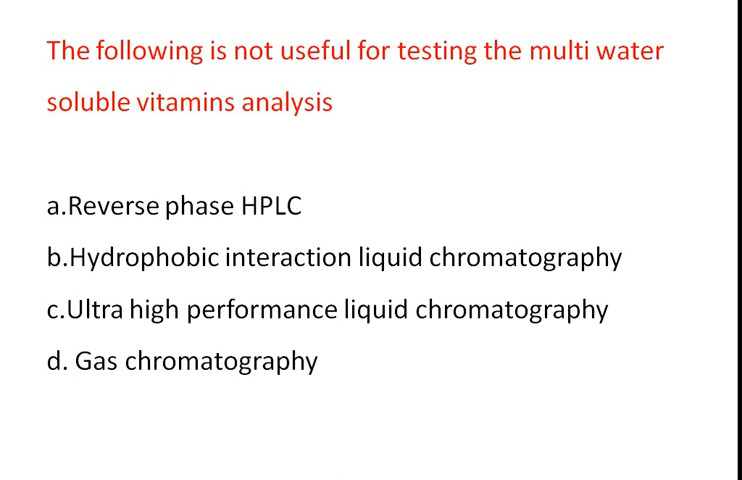 The following is not useful for testing the multi water
soluble vitamins analysis
a.Reverse phase HPLC
b.Hydrophobic interaction liquid chromatography
c.Ultra high performance liquid chromatography
d. Gas chromatography